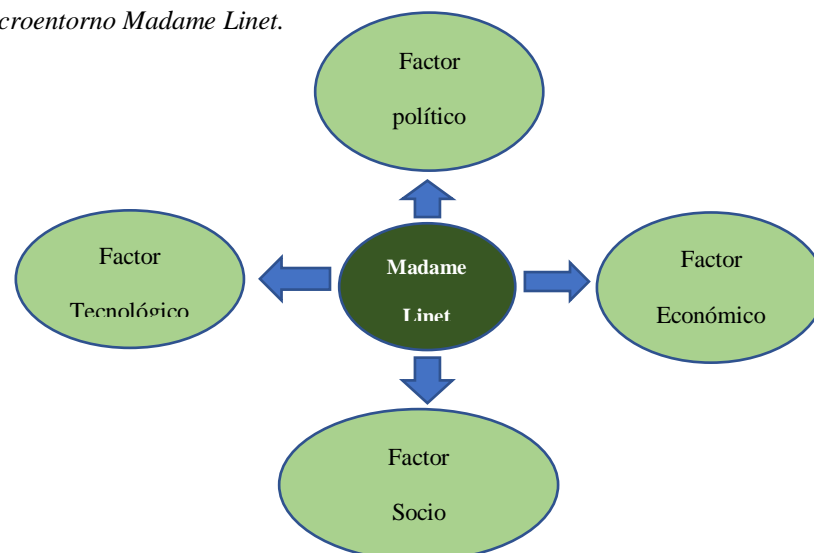 croentorno Madame Linet.
Factor
político
Factor
Tecnológico
Madame
Linet
Factor
Económico
Factor
Socio